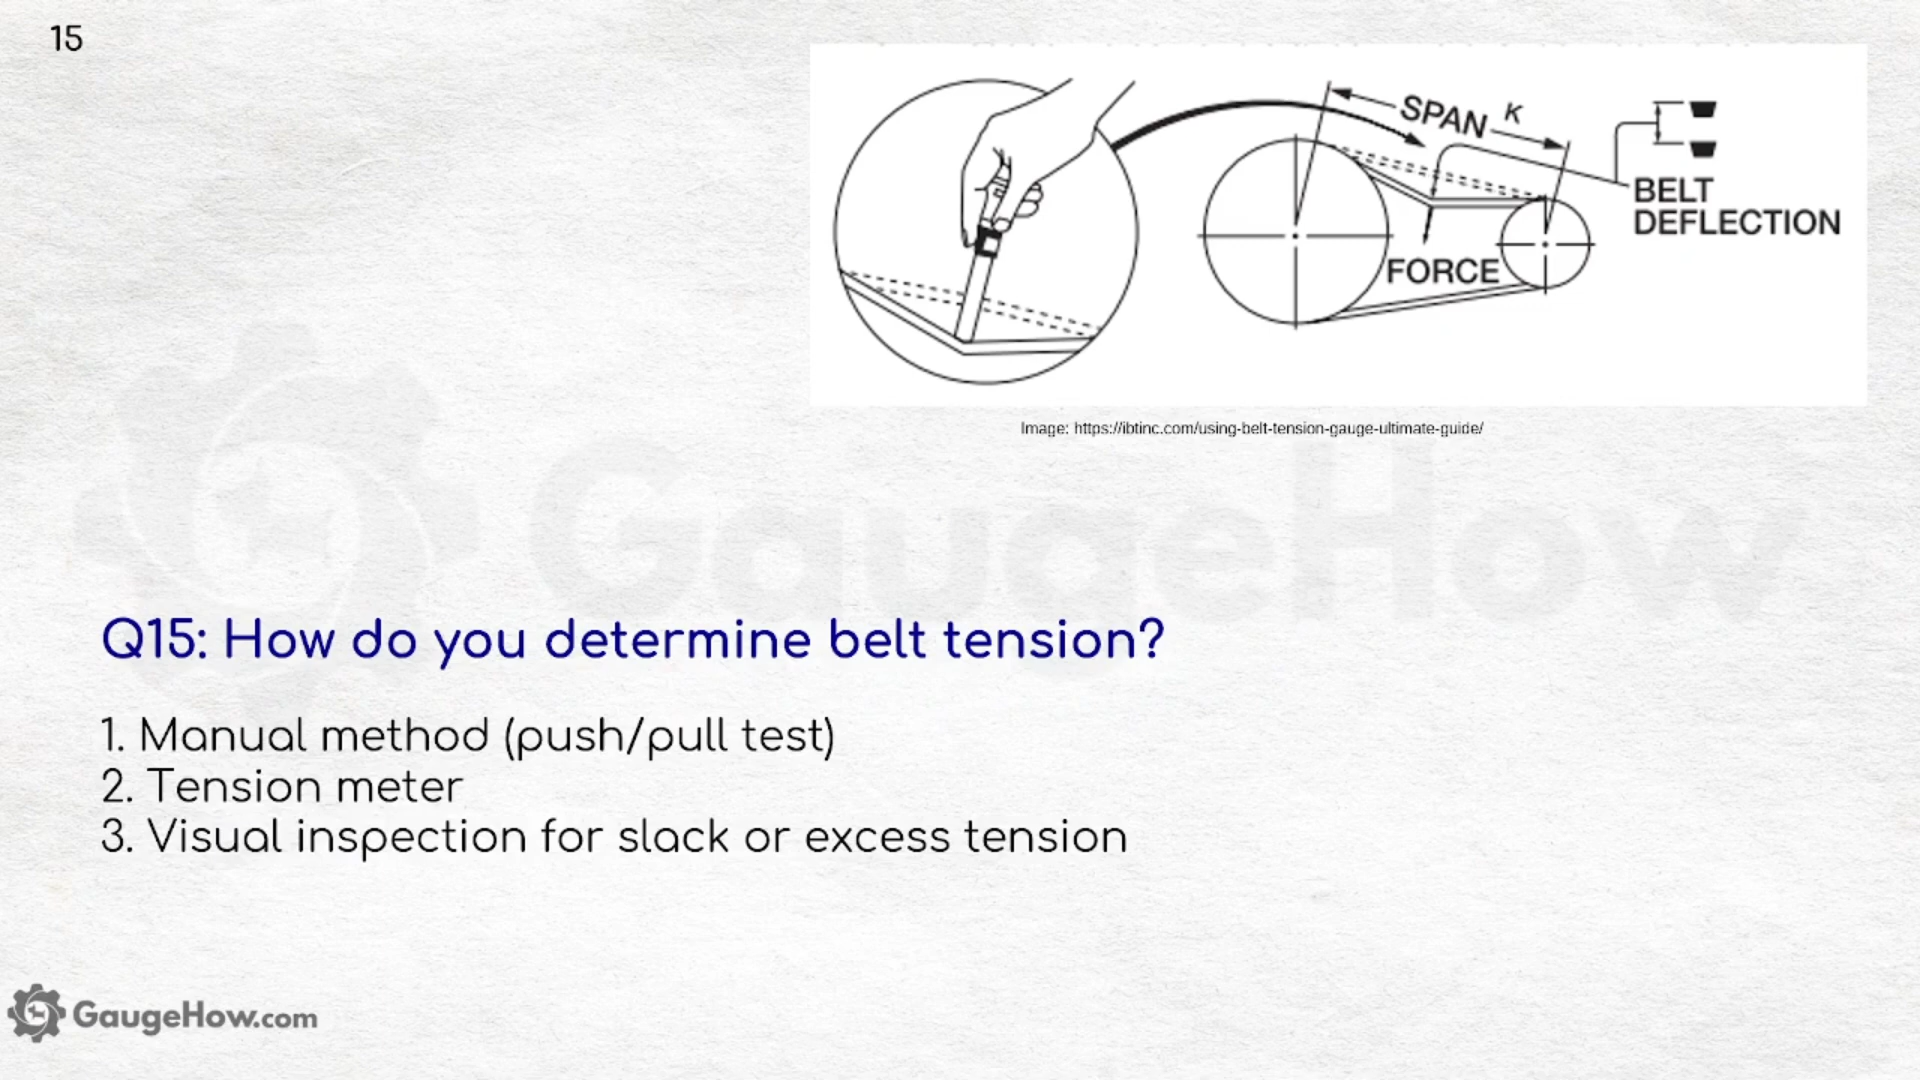 15
SPAN K
BELT
DEFLECTION
FORCE
Image: https://ibtinc.com/using-belt-tension-gauge-ultimate-guide/
GaugeHow
Q15: How do you determine belt tension?
1. Manual method (push/pull test)
2. Tension meter
3. Visual inspection for slack or excess tension
GaugeHow.com